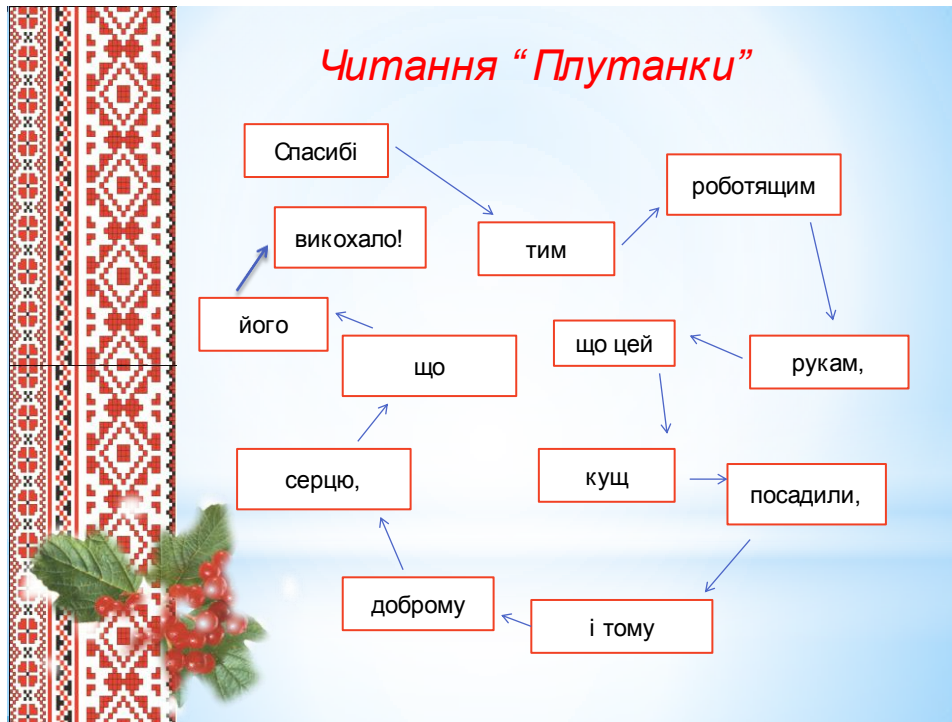 Читання “ Плутанки”
Спасибі
тим
роботящим
рукам,
що цей
кущ
посадили,
і тому
доброму
серцю,
що
його
викохало!